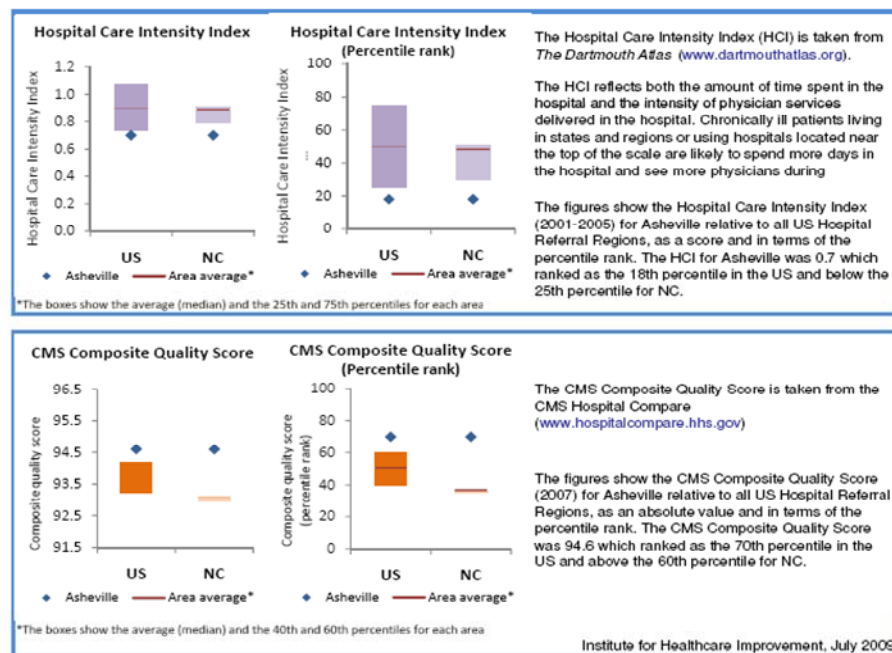 Hospital Care Intensity Index
Hospital Care Intensity Index
1.2
1.0
0.8
0.6
0.4
0.2
0.0
US
NC
Asheville
Area average*
Hospital Care Intensity Index
(Percentile rank)
Hospital Care Intensity Index
...
100
80
60
40
20
0
US
NC
Asheville
Area average*
*The boxes show the average (median) and the 25th and 75th percentiles for each area
The Hospital Care Intensity Index (HCI) is taken from
The Dartmouth Atlas (www.dartmouthatlas.org).
The HCI reflects both the amount of time spent in the
hospital and the intensity of physician services
delivered in the hospital. Chronically ill patients living
in states and regions or using hospitals located near
the top of the scale are likely to spend more days in
the hospital and see more physicians during
The figures show the Hospital Care Intensity Index
(2001-2005) for Asheville relative to all US Hospital
Referral Regions, as a score and in terms of the
percentile rank. The HCI for Asheville was 0.7 which
ranked as the 18th percentile in the US and below the
25th percentile for NC.
CMS Composite Quality Score
Composite quality score
96.5
95.5
94.5
93.5
92.5
91.5
US
NC
Asheville
Area average*
CMS Composite Quality Score
(Percentile rank)
Composite quality score
(percentile rank)
100
80
60
40
20
0
US
NC
Asheville
Area average*
*The boxes show the average (median) and the 40th and 60th percentiles for each area
The CMS Composite Quality Score is taken from the
CMS Hospital Compare
(www.hospitalcompare.hhs.gov)
The figures show the CMS Composite Quality Score
(2007) for Asheville relative to all US Hospital Referral
Regions, as an absolute value and in terms of the
percentile rank. The CMS Composite Quality Score
was 94.6 which ranked as the 70th percentile in the
US and above the 60th percentile for NC.
Institute for Healthcare Improvement, July 2009